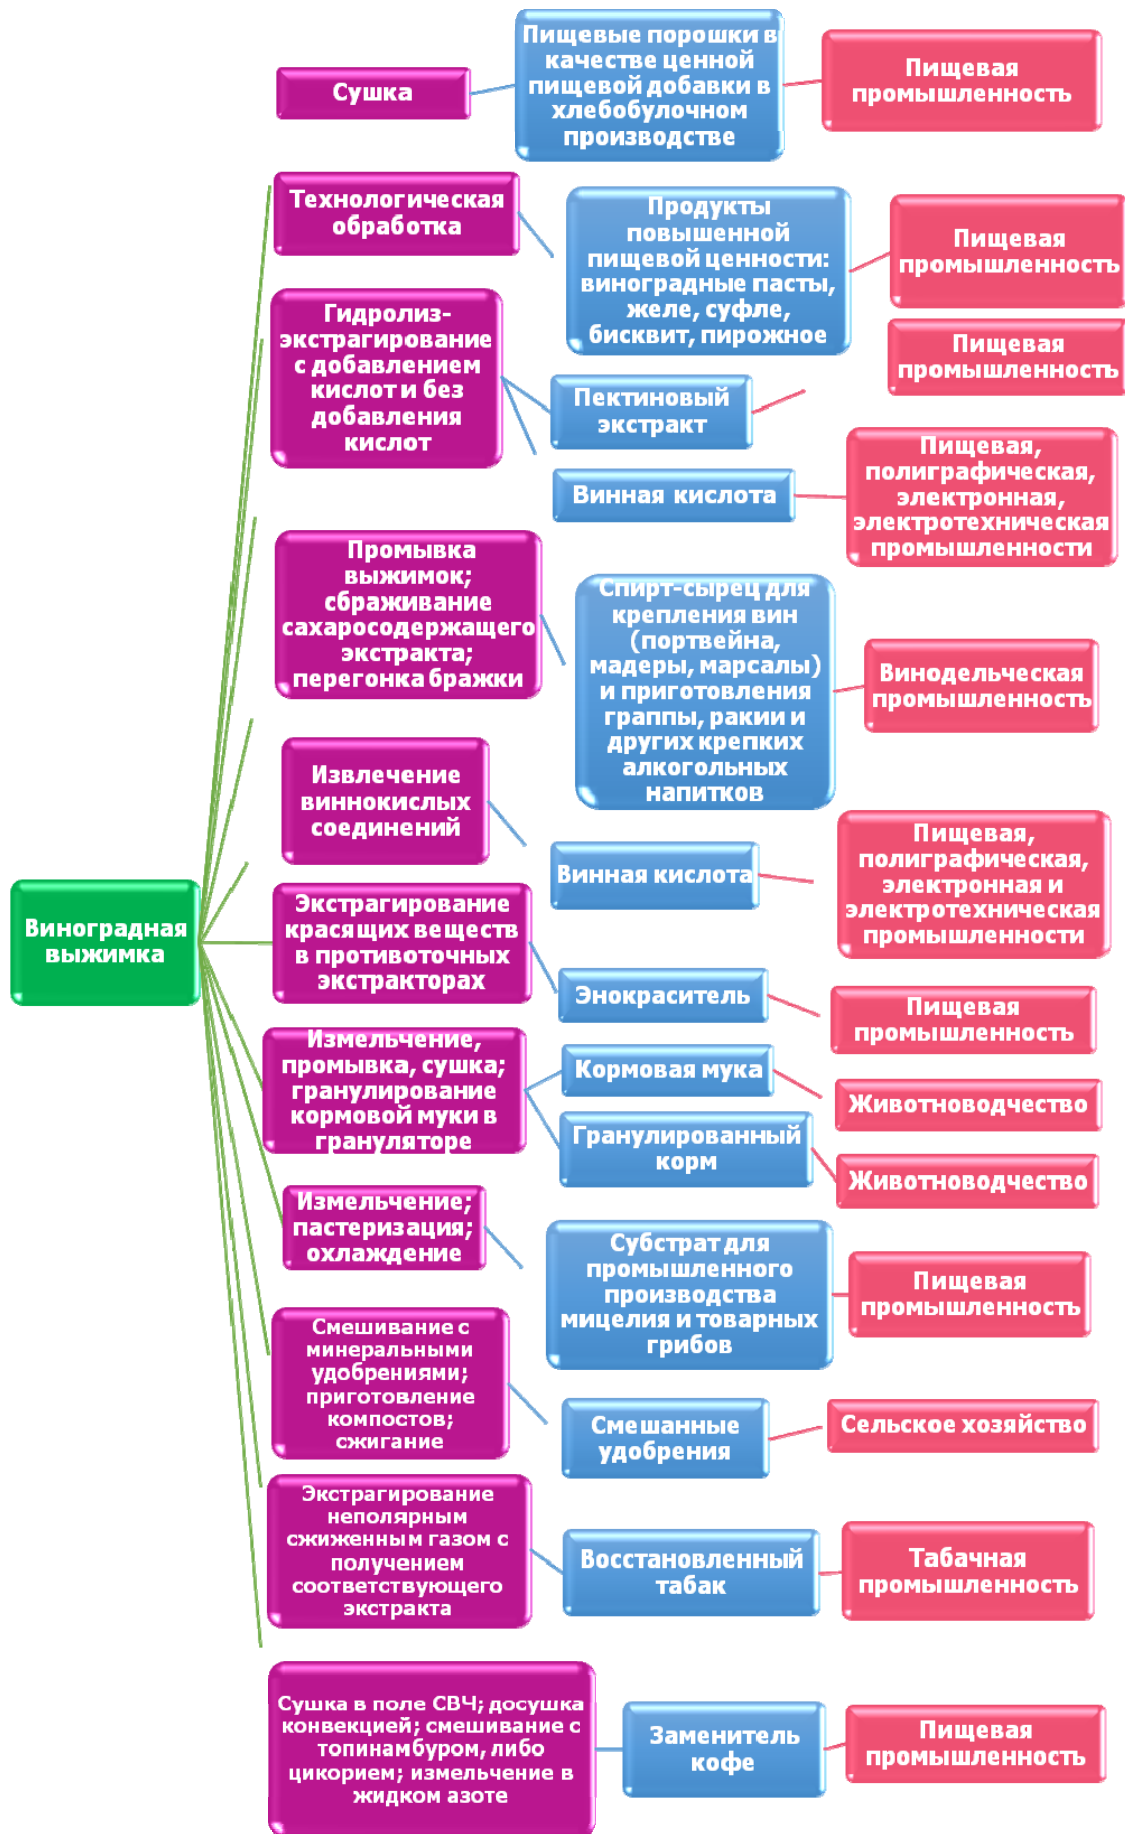 Пищевые порошки в
качестве ценной
пищевой добавки в
хлебобулочном
производстве
Сушка
Пищевая
промышленность
Технологическая
обработка
Продукты
повышенной
пищевой ценности:
виноградные пасты,
желе, суфле,
бисквит, пирожное
Пищевая
промышленность
Гидролиз-
экстрагирование
с добавлением
кислот и без
добавления
кислот
Пектиновый
экстракт
Пищевая
промышленность
Винная кислота
Пищевая,
полиграфическая,
электронная,
электротехническая
промышленности
Промывка
выжимок;
сбраживание
сахаросодержащего
экстракта;
перегонка бражки
Спирт-сырец для
крепления вин
(портвейна,
мадеры, марсалы)
и приготовления
граппы, ракии и
других крепких
алкогольных
напитков
Винодельческая
промышленность
Извлечение
виннокислых
соединений
Винная кислота
Пищевая,
полиграфическая,
электронная и
электротехническая
промышленности
Виноградная
выжимка
Экстрагирование
красящих веществ
в противоточных
экстракторах
Энокраситель
Пищевая
промышленность
Измельчение,
промывка, сушка;
гранулирование
кормовой муки в
грануляторе
Кормовая мука
Животноводчество
Гранулированный
корм
Животноводчество
Измельчение;
пастеризация;
охлаждение
Субстрат для
промышленного
производства
мицелия и товарных
грибов
Пищевая
промышленность
Смешивание с
минеральными
удобрениями;
приготовление
компостов;
сжигание
Смешанные
удобрения
Сельское хозяйство
Экстрагирование
неполярным
сжиженным газом с
получением
соответствующего
экстракта
Восстановленный
табак
Табачная
промышленность
Сушка в поле СВЧ; досушка
конвекцией; смешивание с
топинамбуром, либо
цикорием; измельчение в
жидком азоте
Заменитель
кофе
Пищевая
промышленность